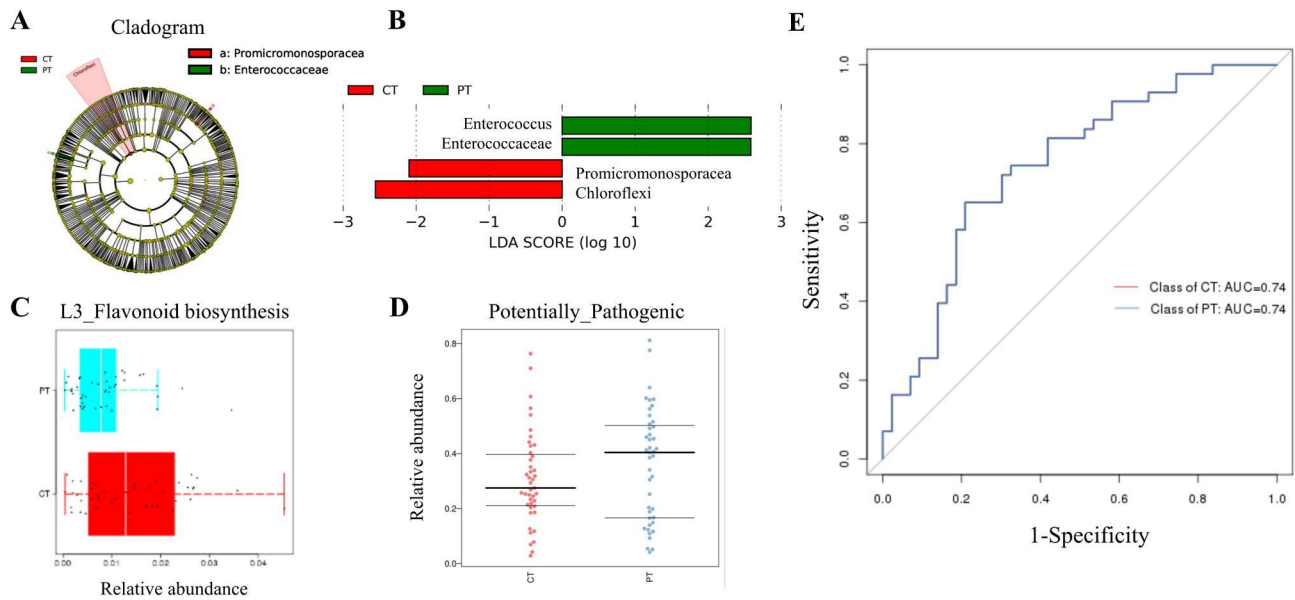 A
Cladogram
CT
PT
a: Promicromonosporacea
b: Enterococcaceae
Chloroflexi
B
CT
PT
Enterococcus
Enterococcaceae
Promicromonosporacea
Chloroflexi
−3
−2
−1
0
1
2
3
LDA SCORE (log 10)
C
L3_Flavonoid biosynthesis
PT
CT
0.00
0.01
0.02
0.03
0.04
Relative abundance
D
Potentially_Pathogenic
Relative abundance
0.8
0.6
0.4
0.2
0.0
CT
PT
E
Sensitivity
1.0
0.8
0.6
0.4
0.2
0.0
Class of CT: AUC=0.74
Class of PT: AUC=0.74
0.0
0.2
0.4
0.6
0.8
1.0
1-Specificity